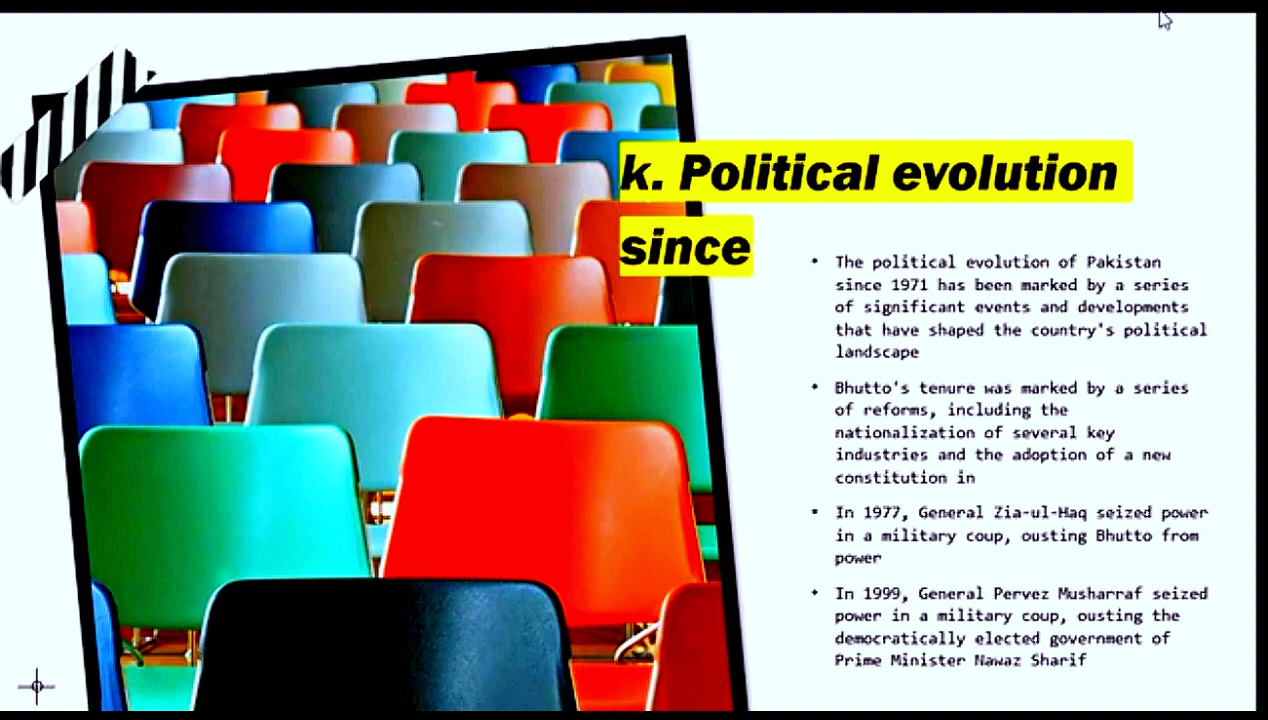 k. Political evolution
since
• The political evolution of Pakistan
since 1971 has been marked by a series
of significant events and developments
that have shaped the country's political
landscape
• Bhutto's tenure was marked by a series
of reforms, including the
nationalization of several key
industries and the adoption of a new
constitution in
• In 1977, General Zia-ul-Haq seized power
in a military coup, ousting Bhutto from
power
• In 1999, General Pervez Musharraf seized
power in a military coup, ousting the
democratically elected government of
Prime Minister Nawaz Sharif